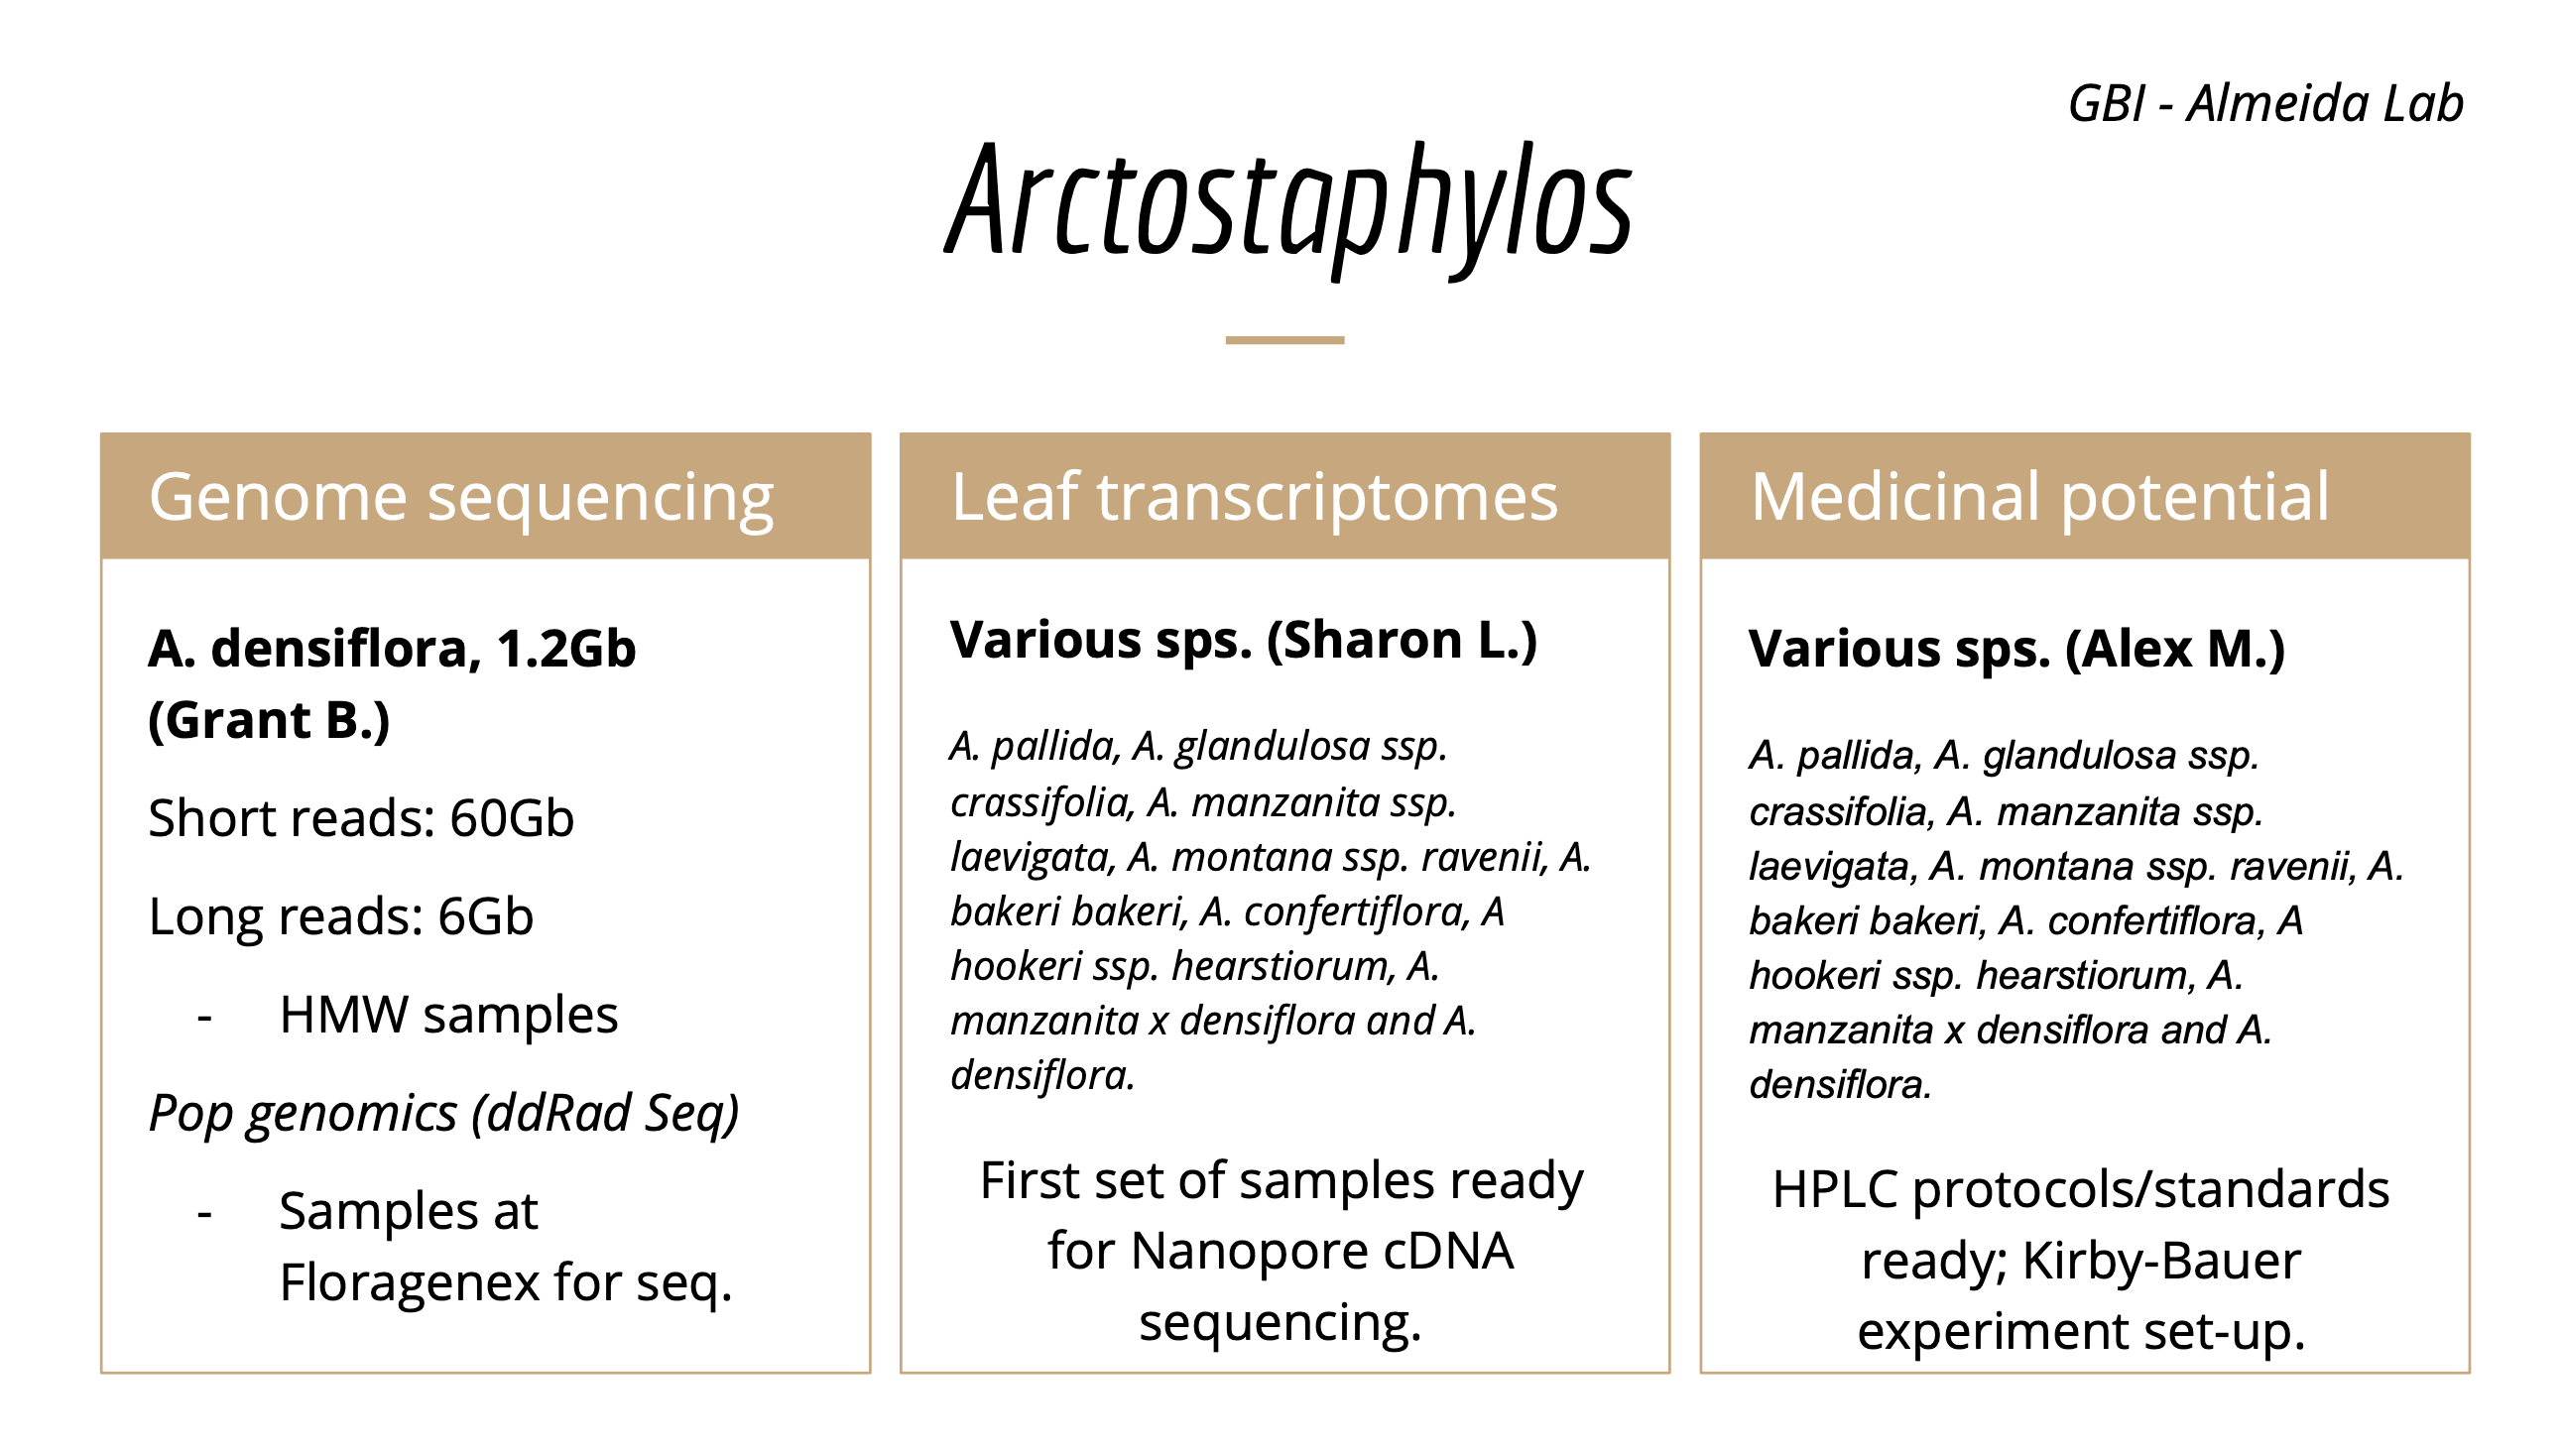 GBI - Almeida Lab
Arctostaphylos
Genome sequencing
A. densiflora, 1.2Gb
(Grant B.)
Short reads: 60Gb
Long reads: 6Gb
- HMW samples
Pop genomics (ddRad Seq)
- Samples at
Floragenex for seq.
Leaf transcriptomes
Various sps. (Sharon L.)
A. pallida, A. glandulosa ssp.
crassifolia, A. manzanita ssp.
laevigata, A. montana ssp. ravenii, A.
bakeri bakeri, A. confertiflora, A
hookeri ssp. hearstiorum, A.
manzanita x densiflora and A.
densiflora.
First set of samples ready
for Nanopore cDNA
sequencing.
Medicinal potential
Various sps. (Alex M.)
A. pallida, A. glandulosa ssp.
crassifolia, A. manzanita ssp.
laevigata, A. montana ssp. ravenii, A.
bakeri bakeri, A. confertiflora, A
hookeri ssp. hearstiorum, A.
manzanita x densiflora and A.
densiflora.
HPLC protocols/standards
ready; Kirby-Bauer
experiment set-up.